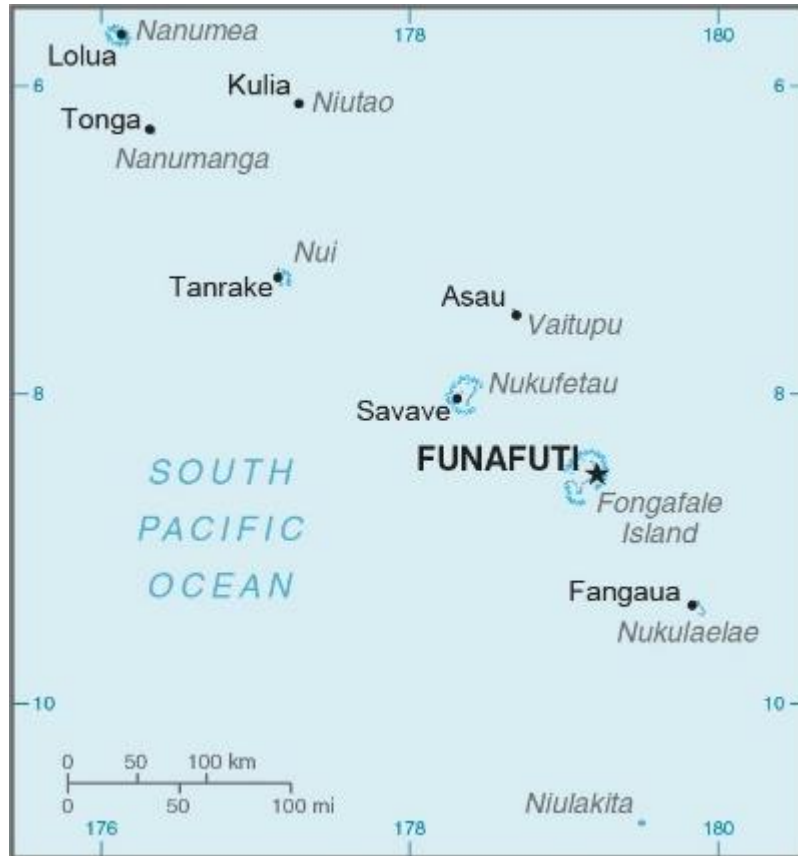 Nanumea
178
180
Lolua
6
Kulia
6
Niutao
Tonga
Nanumanga
Nui
Tanrake
Asau
Vaitupu
8
Nukufetau
8
Savave
FUNAFUTI
SOUTH
PACIFIC
OCEAN
Fongafale
Island
Fangaua
Nukulaelae
10
10
0 50 100 km
0 50 100 mi
Niulakita
176
178
180